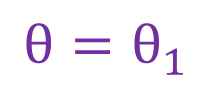 θ = θ₁